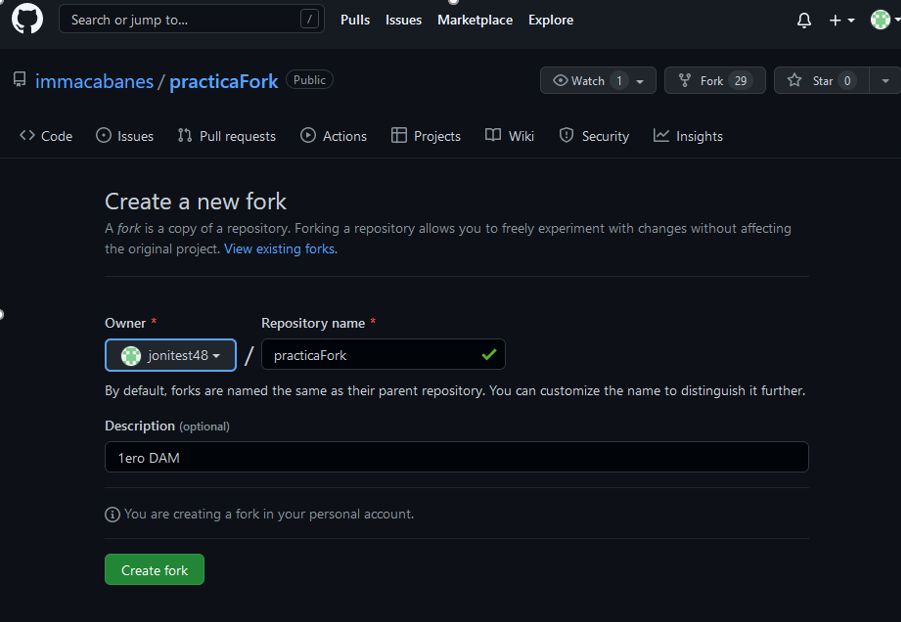 Search or jump to... /
Pulls Issues Marketplace Explore
immacabanes / practicaFork Public
Watch 1 Fork 29 Star 0
Code Issues Pull requests Actions Projects Wiki Security Insights
Create a new fork
A fork is a copy of a repository. Forking a repository allows you to freely experiment with changes without affecting
the original project. View existing forks.
Owner * Repository name *
jonitest48 / practicaFork
By default, forks are named the same as their parent repository. You can customize the name to distinguish it further.
Description (optional)
1ero DAM
You are creating a fork in your personal account.
Create fork